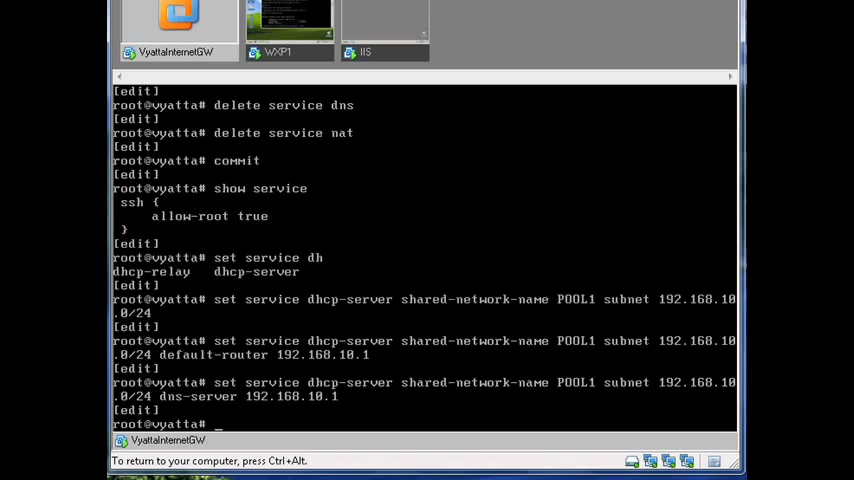 VyattaInternetGW
WXP1
IIS
[edit]
root@vyatta# delete service dns
[edit]
root@vyatta# delete service nat
[edit]
root@vyatta# commit
[edit]
root@vyatta# show service
ssh {
allow-root true
}
[edit]
root@vyatta# set service dh
dhcp-relay dhcp-server
[edit]
root@vyatta# set service dhcp-server shared-network-name POOL1 subnet 192.168.10
.0/24
[edit]
root@vyatta# set service dhcp-server shared-network-name POOL1 subnet 192.168.10
.0/24 default-router 192.168.10.1
[edit]
root@vyatta# set service dhcp-server shared-network-name POOL1 subnet 192.168.10
.0/24 dns-server 192.168.10.1
[edit]
root@vyatta# _
VyattaInternetGW
To return to your computer, press Ctrl+Alt.